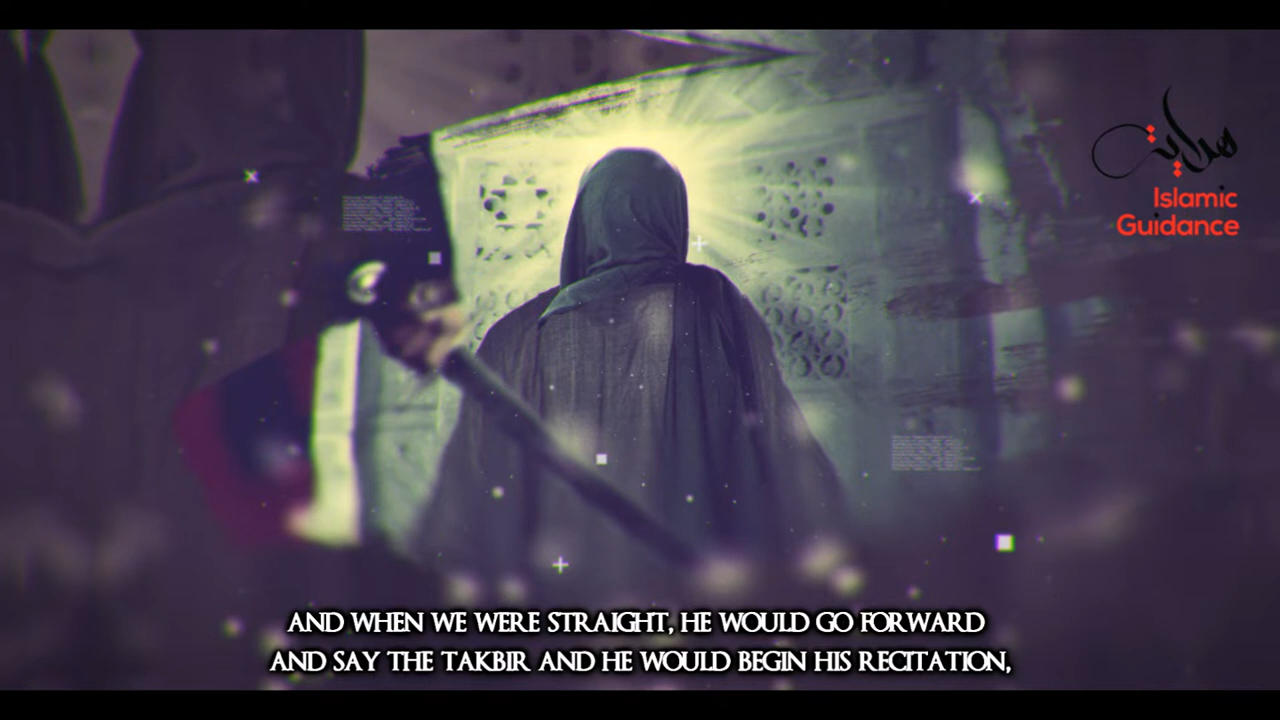 هداية
Islamic
Guidance
AND WHEN WE WERE STRAIGHT, HE WOULD GO FORWARD
AND SAY THE TAKBIR AND HE WOULD BEGIN HIS RECITATION,